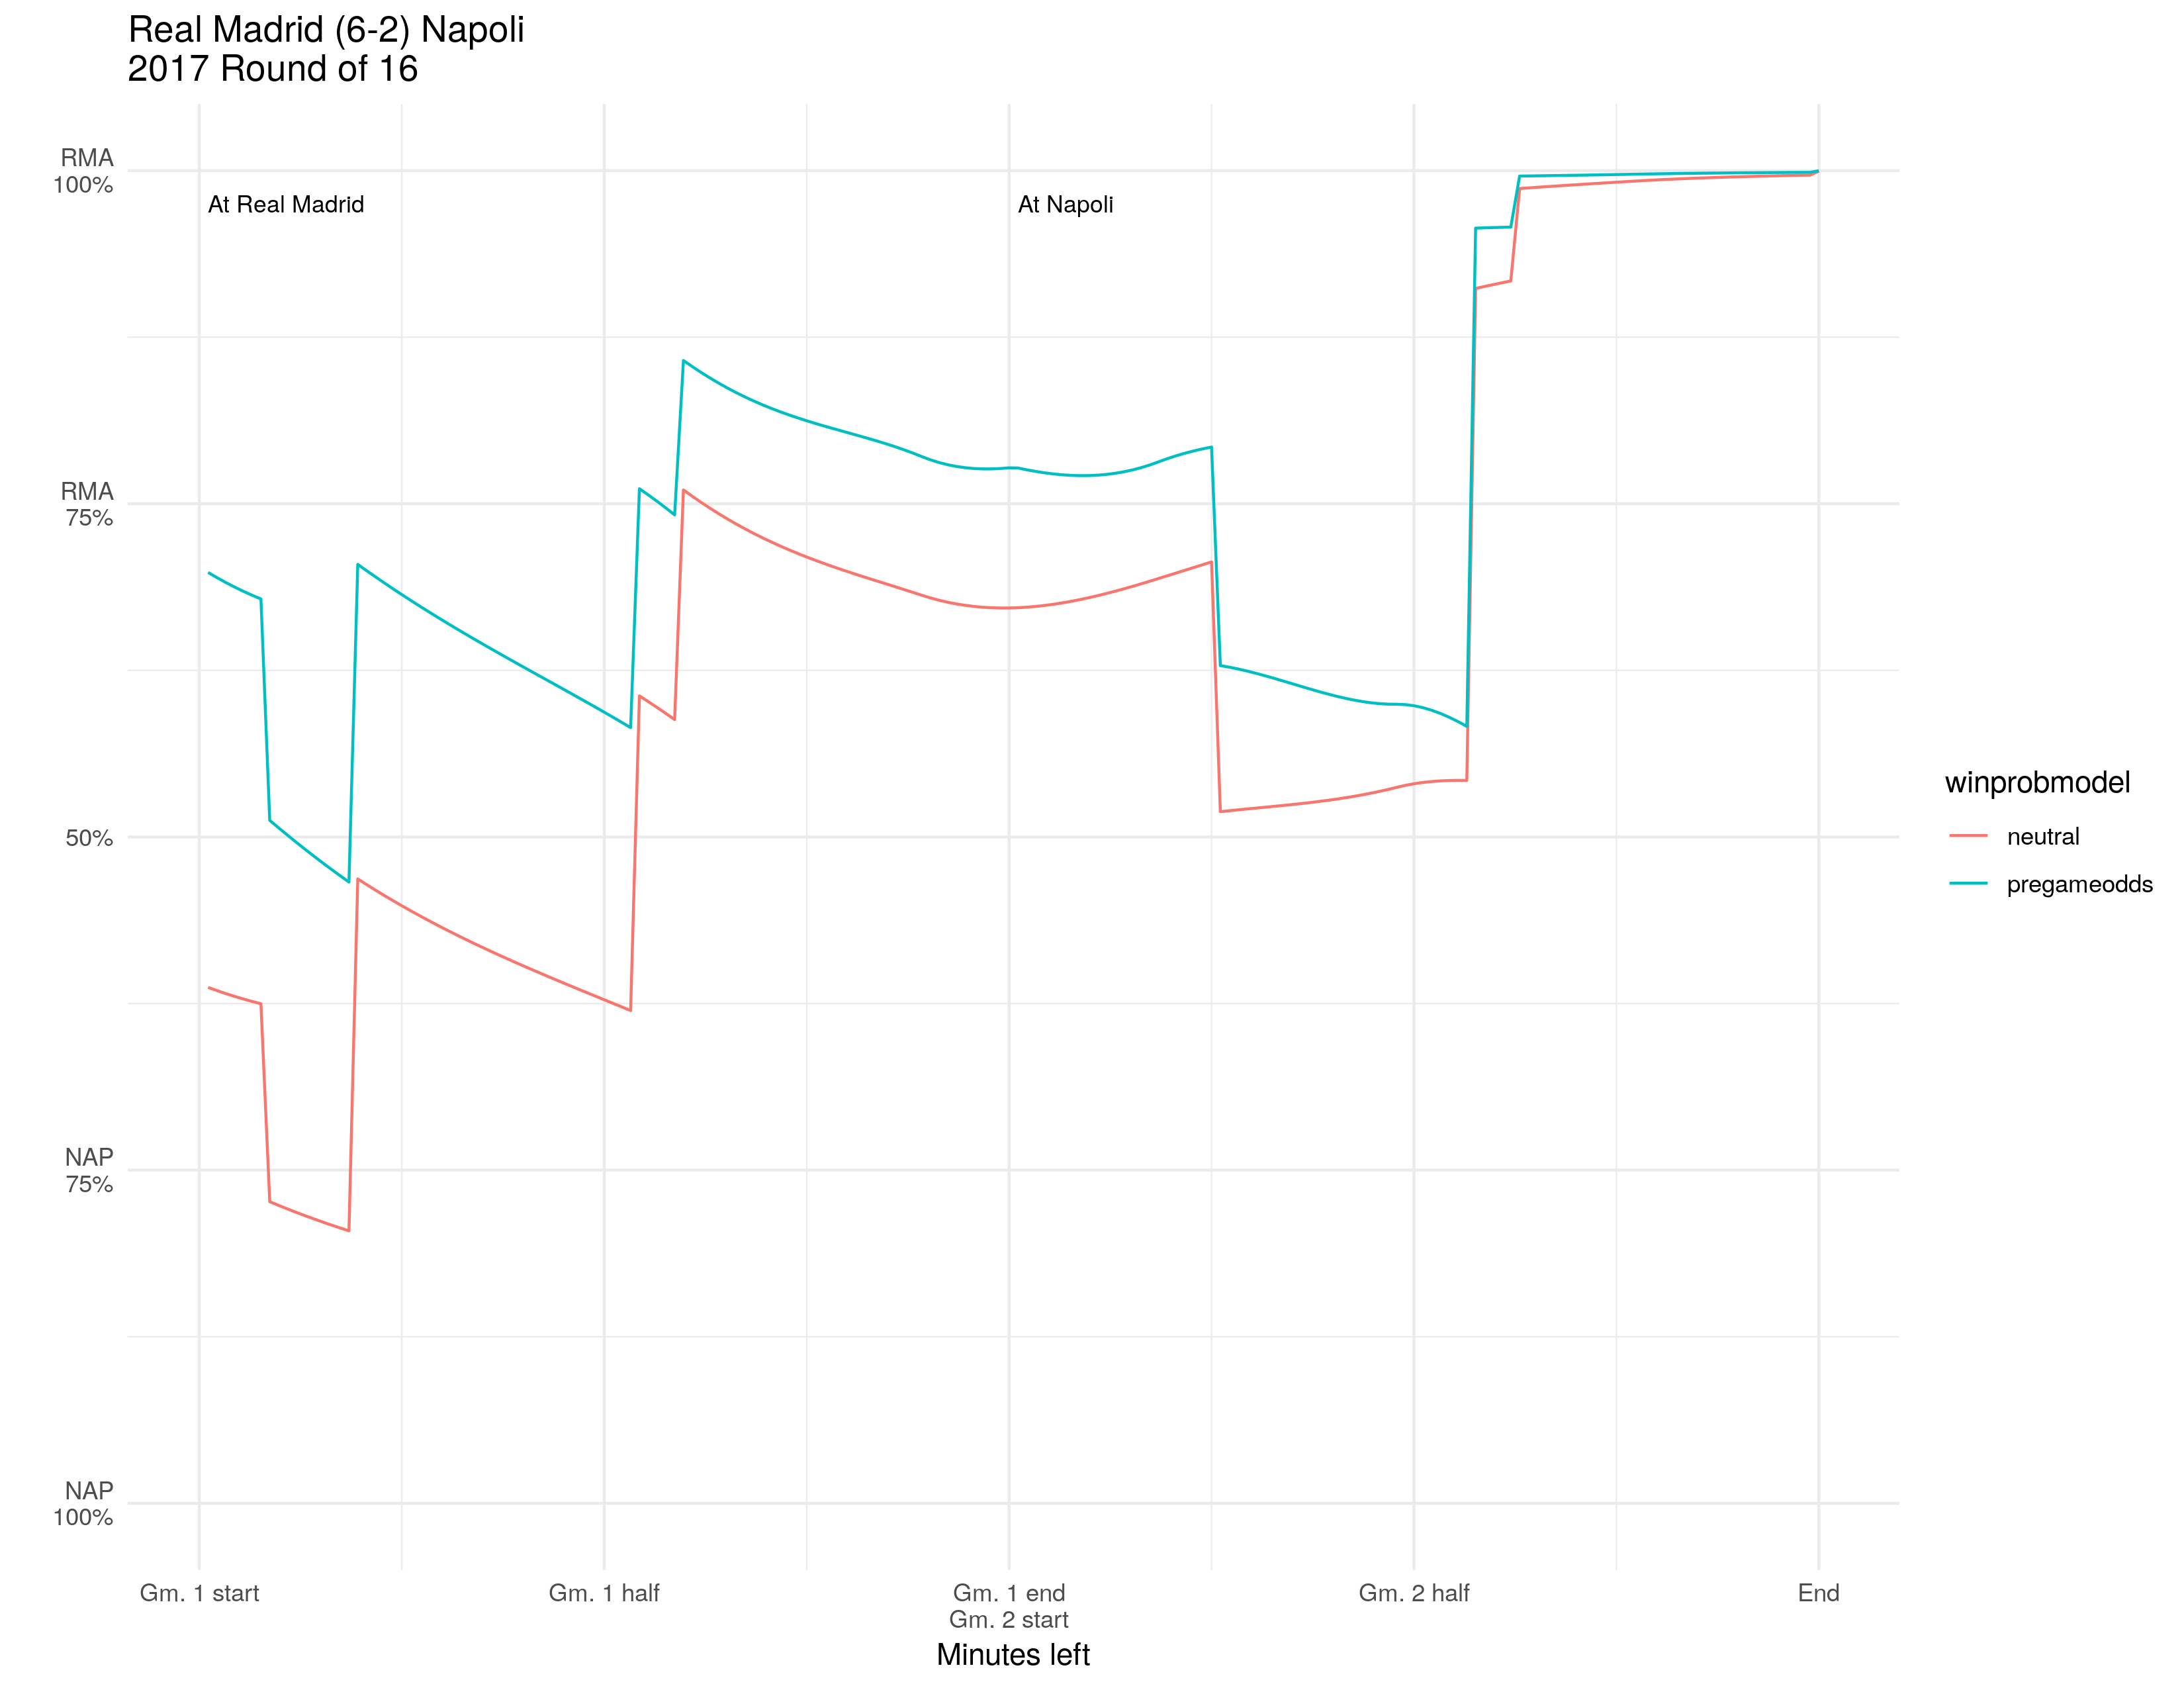 Real Madrid (6-2) Napoli
2017 Round of 16
RMA
100%
At Real Madrid
At Napoli
RMA
75%
50%
NAP
75%
NAP
100%
winprobmodel
neutral
pregameodds
Gm. 1 start
Gm. 1 half
Gm. 1 end
Gm. 2 start
Gm. 2 half
End
Minutes left